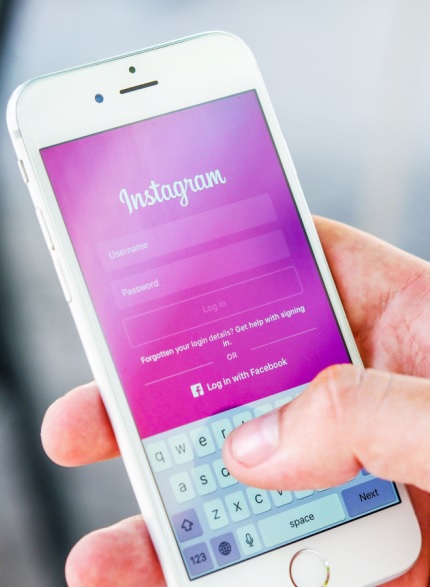 Instagram
Username
Password
Log in
Forgotten your login details? Get help with signing
in.
OR
Log in with Facebook
q w e r
a s d
z x c v
123 space Next